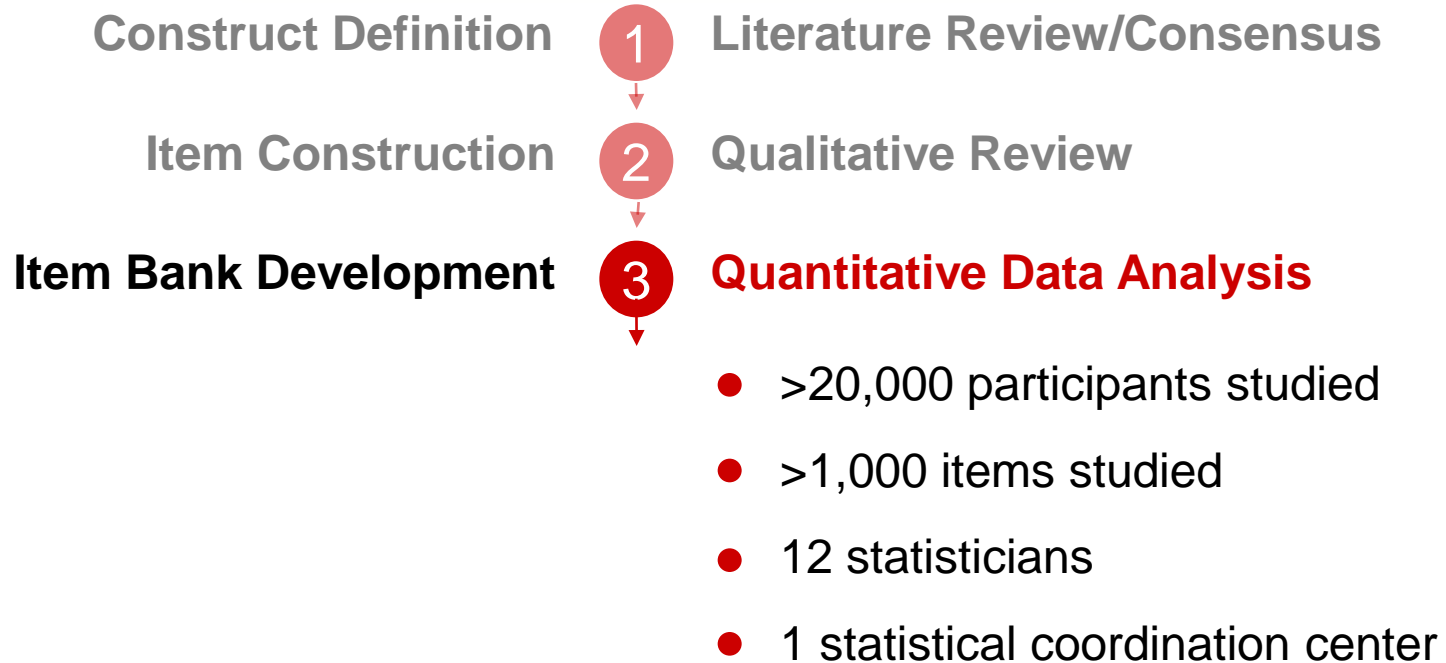 Construct Definition 1 Literature Review/Consensus
Item Construction 2 Qualitative Review
Item Bank Development 3 Quantitative Data Analysis
>20,000 participants studied
>1,000 items studied
12 statisticians
1 statistical coordination center